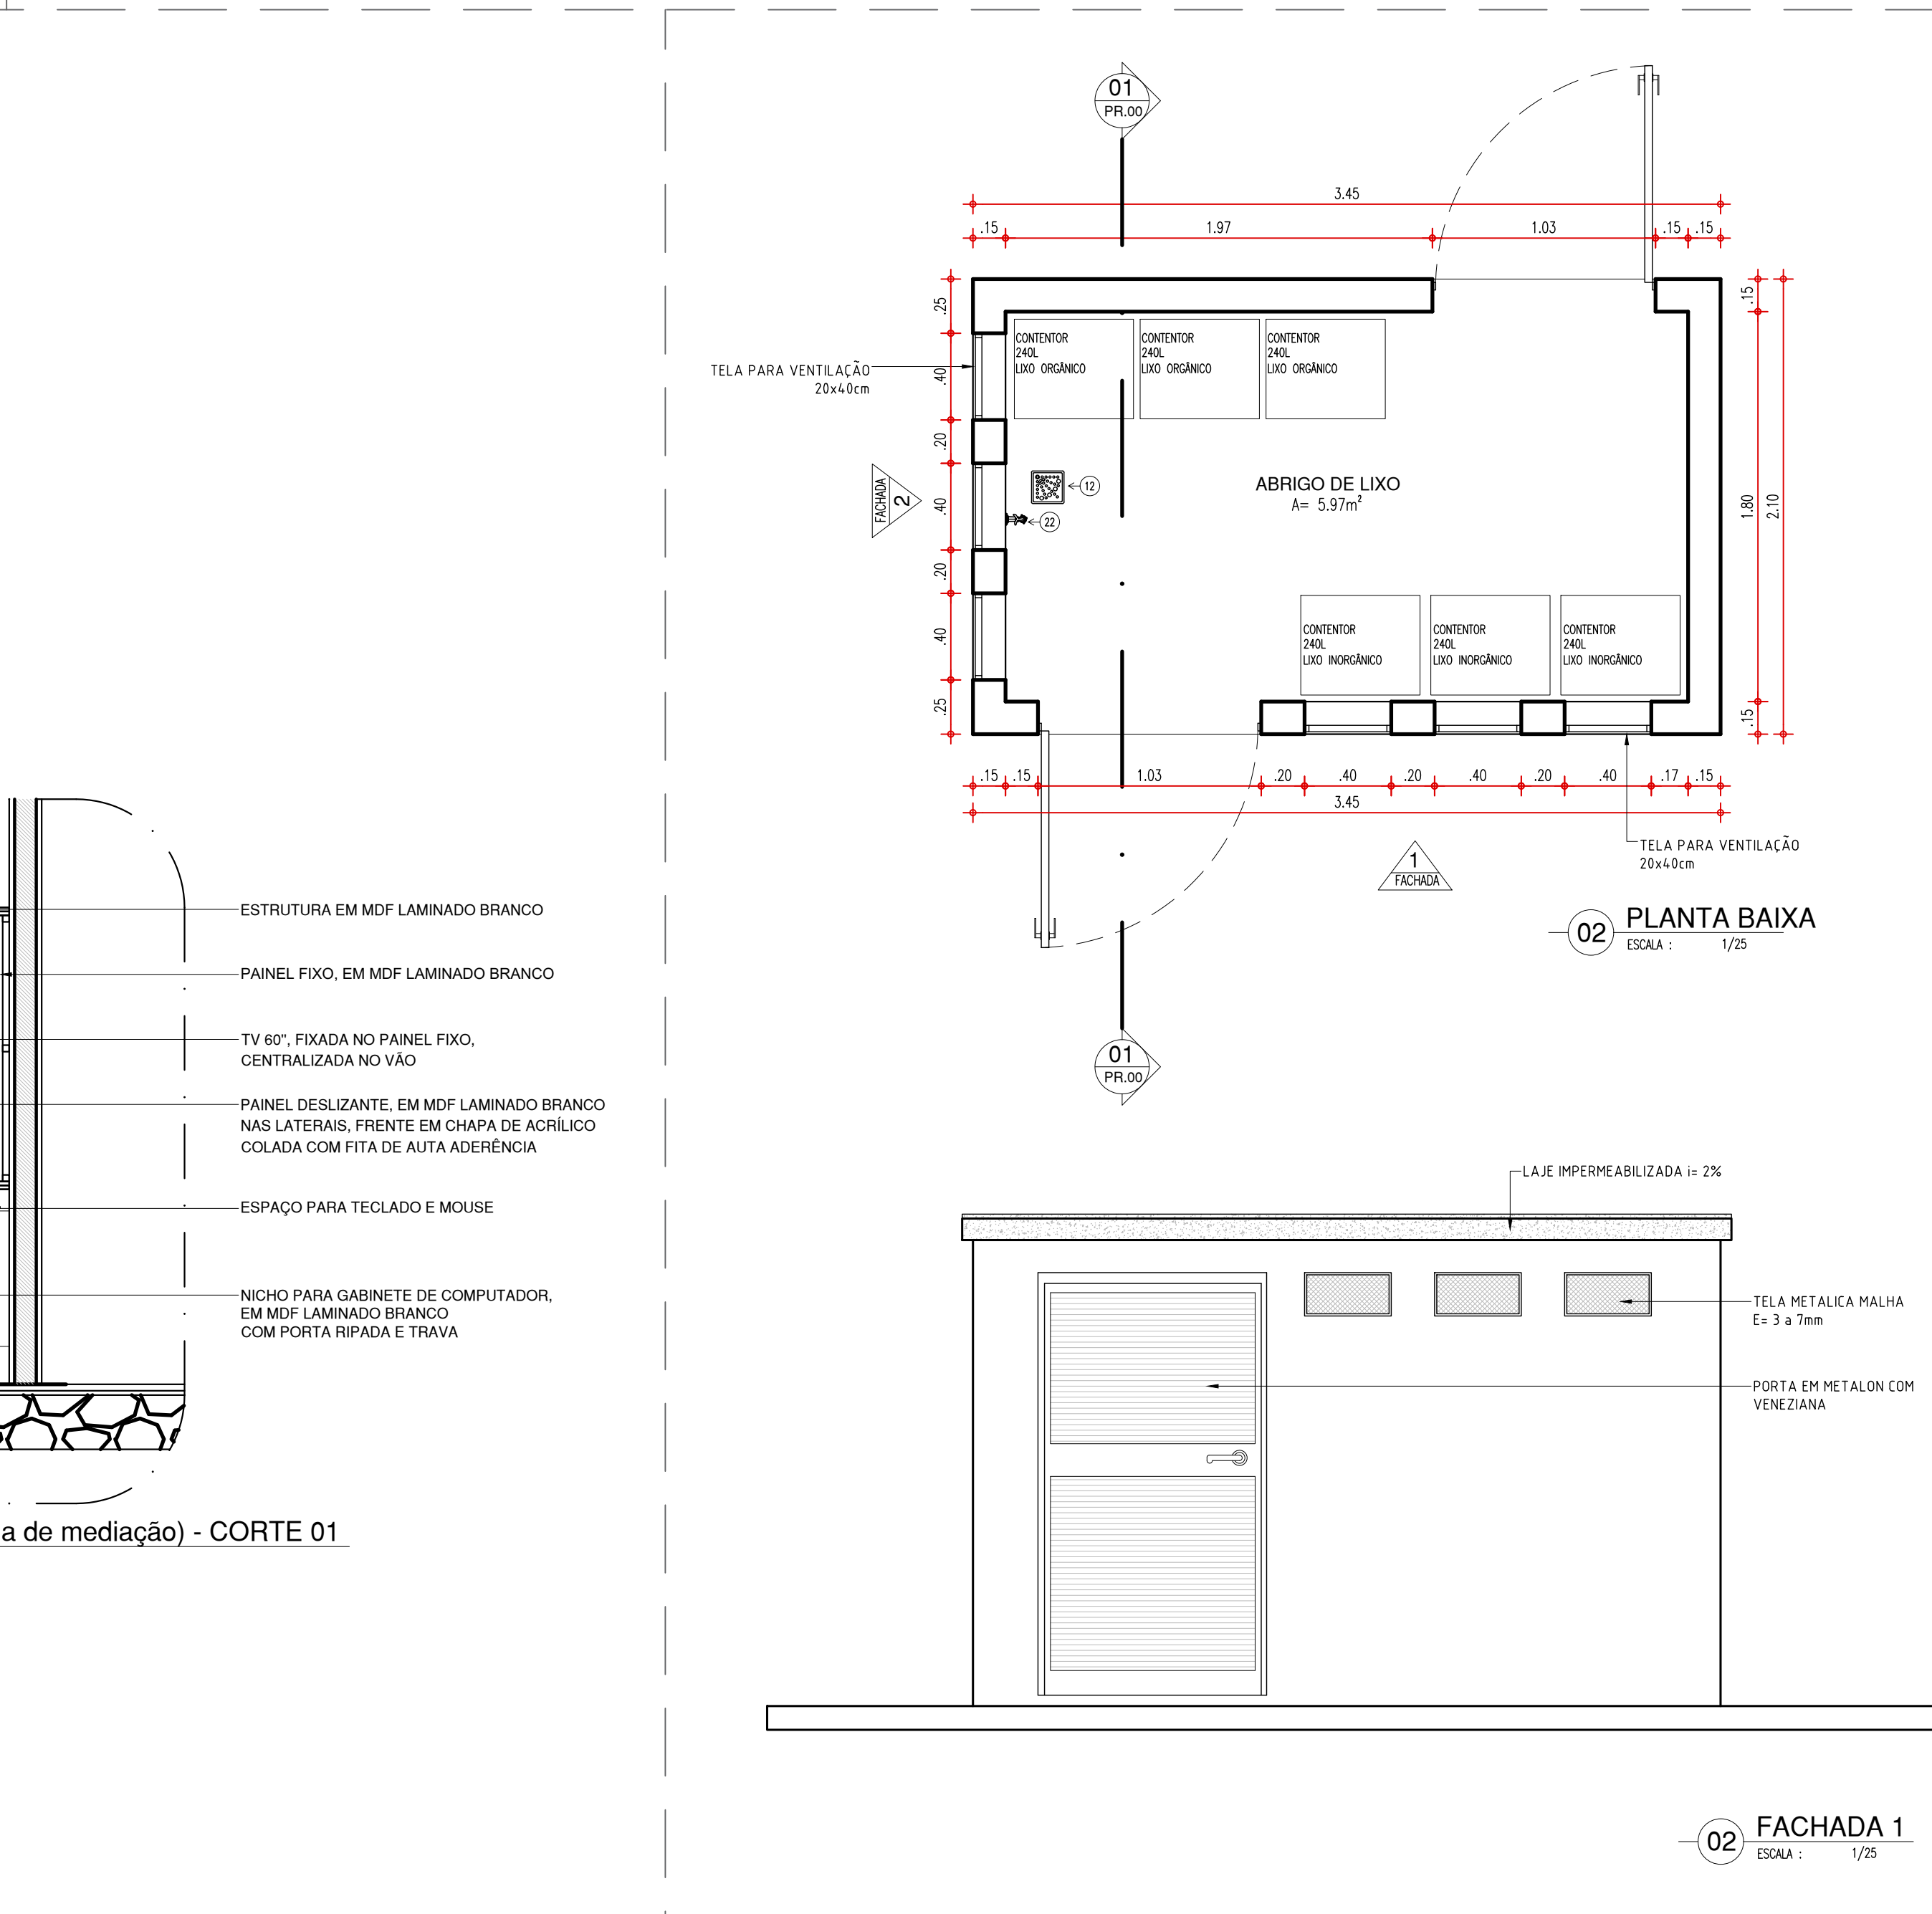 ESTRUTURA EM MDF LAMINADO BRANCO
PAINEL FIXO, EM MDF LAMINADO BRANCO
TV 60", FIXADA NO PAINEL FIXO,
CENTRALIZADA NO VÃO
PAINEL DESLIZANTE, EM MDF LAMINADO BRANCO
NAS LATERAIS, FRENTE EM CHAPA DE ACRÍLICO
COLADA COM FITA DE AUTA ADERÊNCIA
ESPAÇO PARA TECLADO E MOUSE
NICHO PARA GABINETE DE COMPUTADOR,
EM MDF LAMINADO BRANCO
COM PORTA RIPADA E TRAVA
a de mediação) - CORTE 01
01
PR.00
3.45
.15 1.97 1.03 .15 .15
.25
.40
.20
.40
.20
.40
.25
TELA PARA VENTILAÇÃO
20x40cm
FACHADA
2
CONTENTOR
240L
LIXO ORGÂNICO
CONTENTOR
240L
LIXO ORGÂNICO
CONTENTOR
240L
LIXO ORGÂNICO
12
22
ABRIGO DE LIXO
A= 5.97m²
CONTENTOR
240L
LIXO INORGÂNICO
CONTENTOR
240L
LIXO INORGÂNICO
CONTENTOR
240L
LIXO INORGÂNICO
.15
1.80
.15
2.10
.15 .15 1.03 .20 .40 .20 .40 .20 .40 .17 .15
3.45
TELA PARA VENTILAÇÃO
20x40cm
1
FACHADA
02 PLANTA BAIXA
ESCALA : 1/25
01
PR.00
LAJE IMPERMEABILIZADA i= 2%
TELA METALICA MALHA
E= 3 a 7mm
PORTA EM METALON COM
VENEZIANA
02 FACHADA 1
ESCALA : 1/25